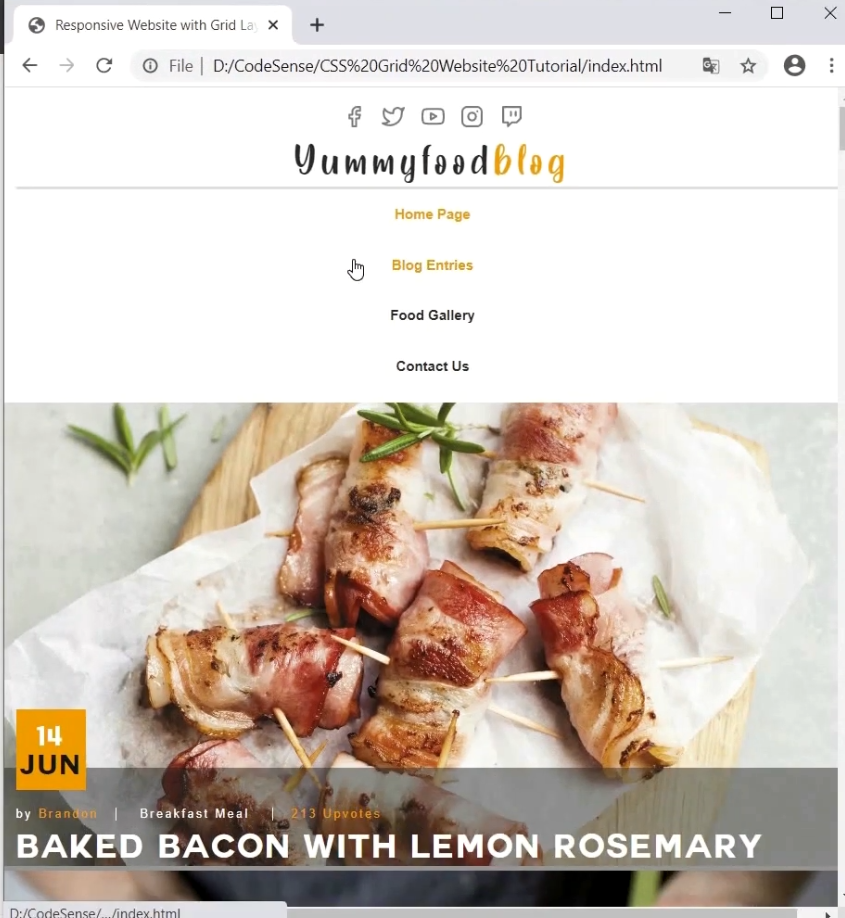 Responsive Website with Grid La
File | D:/CodeSense/CSS%20Grid%20Website%20Tutorial/index.html
Yummyfoodblog
Home Page
Blog Entries
Food Gallery
Contact Us
14
JUN
by Brandon | Breakfast Meal | 213 Upvotes
BAKED BACON WITH LEMON ROSEMARY
D:/CodeSense/.../index.html